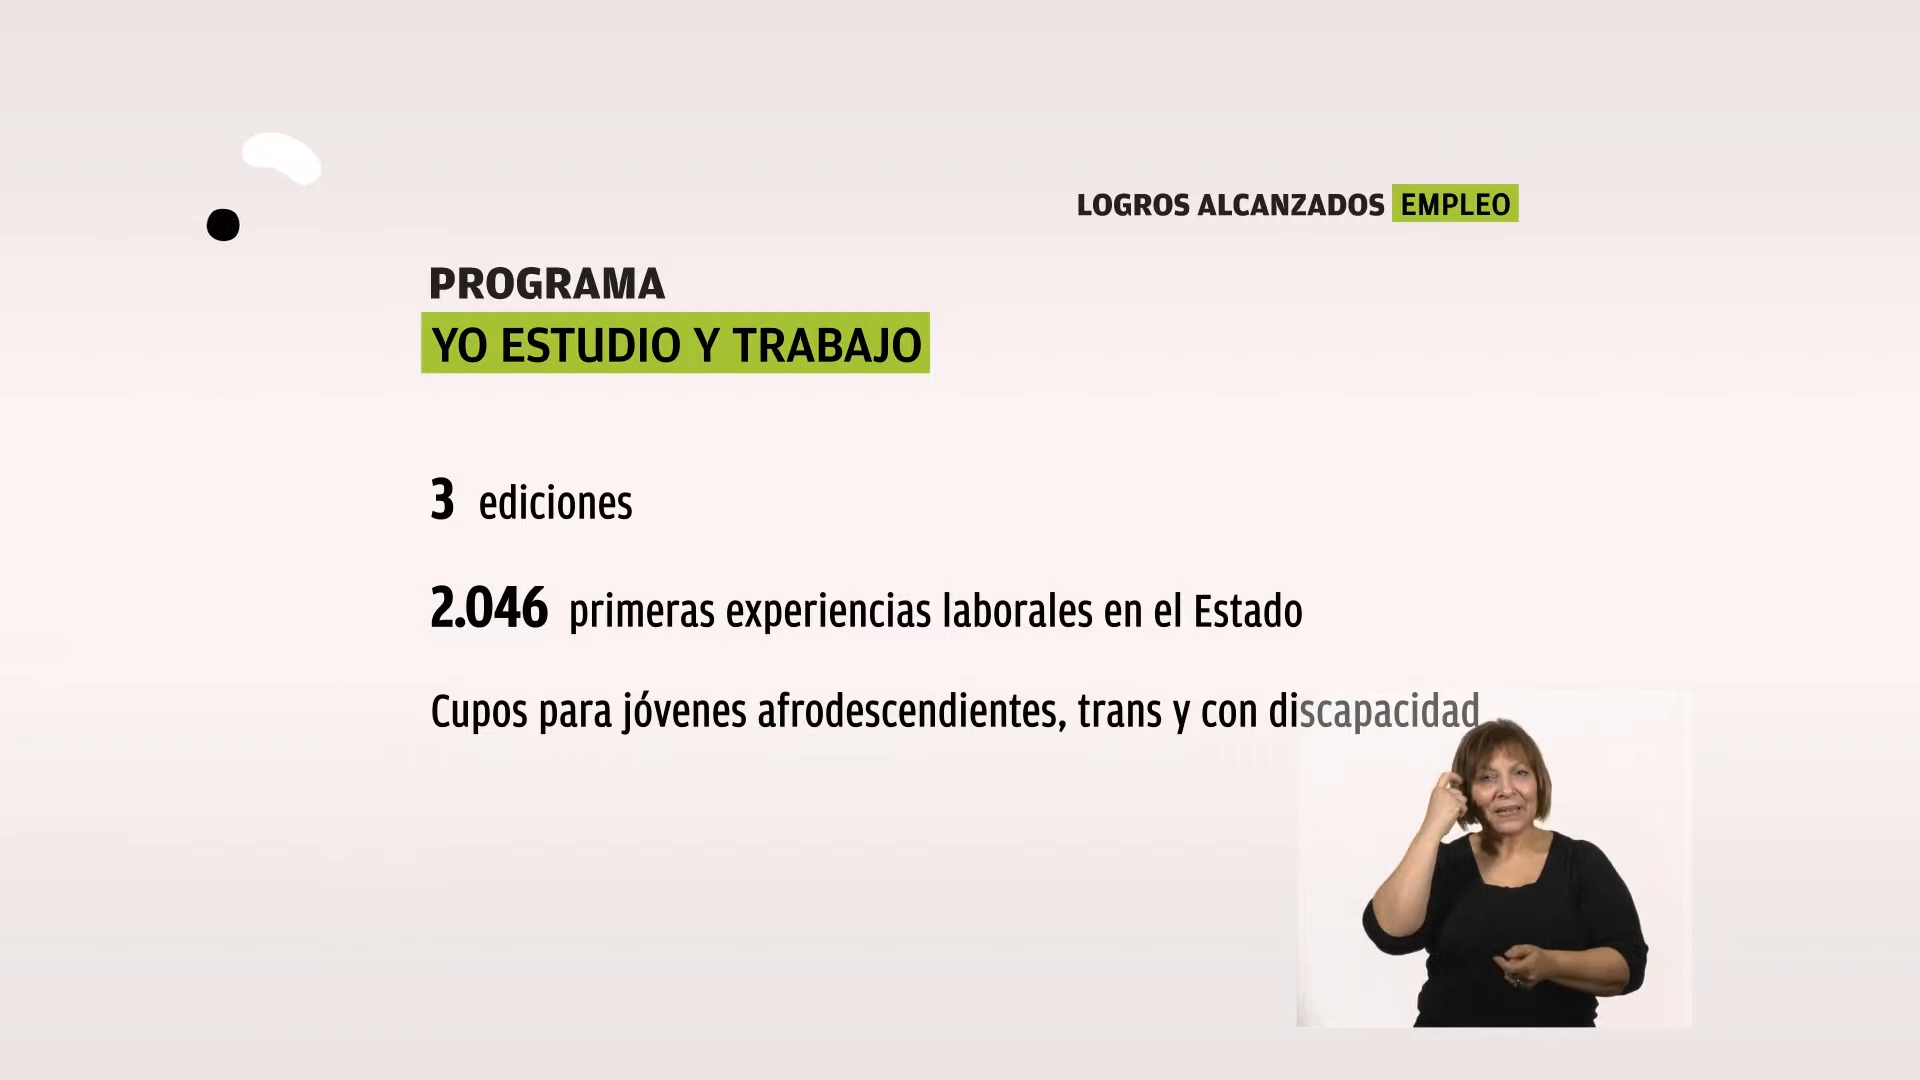 LOGROS ALCANZADOS EMPLEO
PROGRAMA
YO ESTUDIO Y TRABAJO
3 ediciones
2.046 primeras experiencias laborales en el Estado
Cupos para jóvenes afrodescendientes, trans y con discapacidad